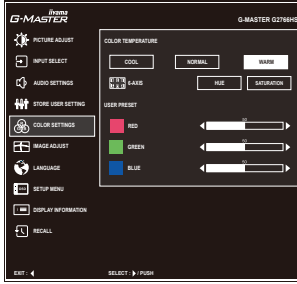 iiyama
G-MASTER
G-MASTER G2766HS
PICTURE ADJUST
INPUT SELECT
AUDIO SETTINGS
STORE USER SETTING
COLOR SETTINGS
IMAGE ADJUST
LANGUAGE
SETUP MENU
DISPLAY INFORMATION
RECALL
COLOR TEMPERATURE
COOL NORMAL WARM
6-AXIS HUE SATURATION
USER PRESET
RED 50
GREEN 50
BLUE 50
EXIT : SELECT : / PUSH